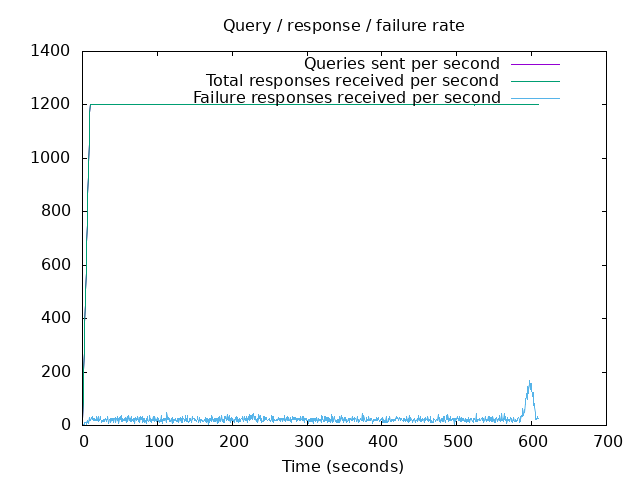 Query / response / failure rate
1400
1200
1000
800
600
400
200
0
Queries sent per second
Total responses received per second
Failure responses received per second
0 100 200 300 400 500 600 700
Time (seconds)